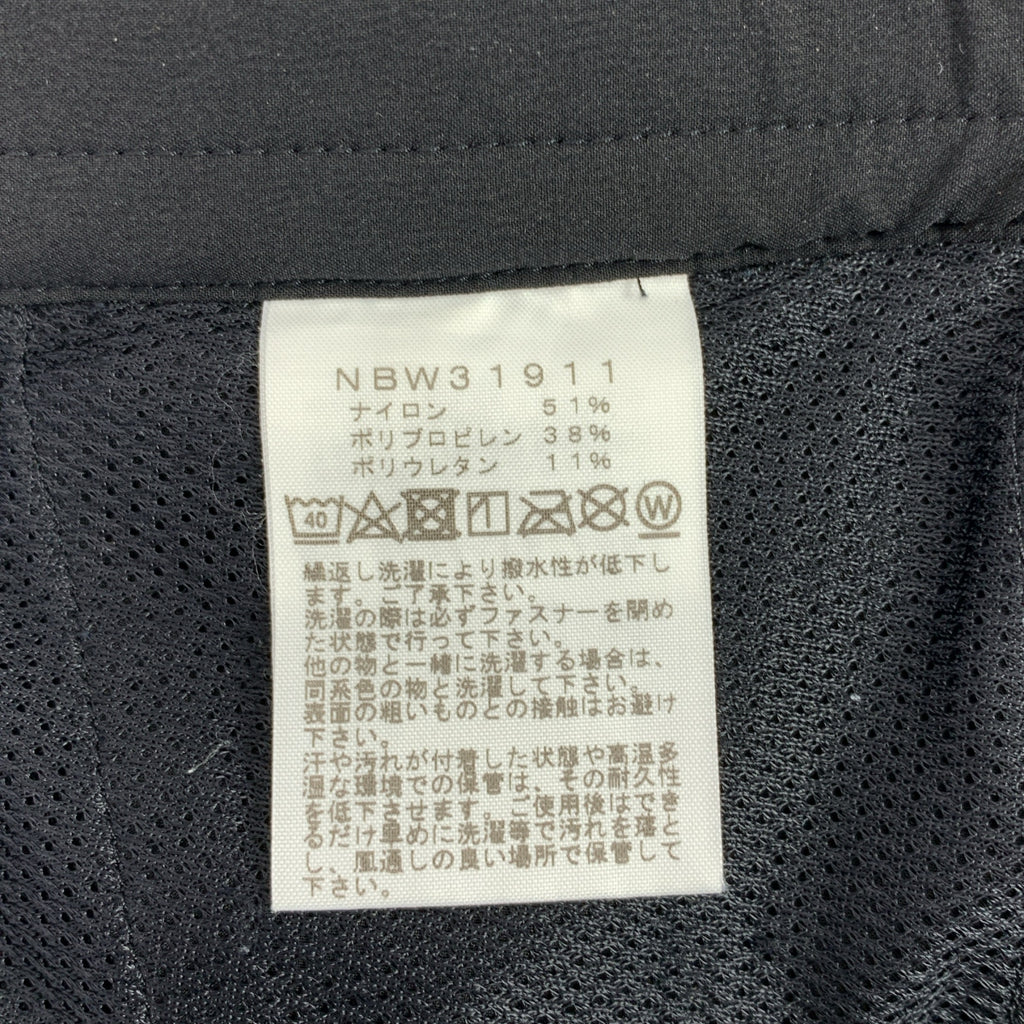 NBW31911
ナイロン 51%
ポリプロピレン 38%
ポリウレタン 11%
40
W
繰返し洗濯により撥水性が低下し
ます。ご了承下さい。
洗濯の際は必ずファスナーを閉め
た状態で行って下さい。
他の物と一緒に洗濯する場合は、
同系色の物と洗濯して下さい。
表面の粗いものとの接触はお避け
下さい。
汗や汚れが付着した状態や高温多
湿な環境での保管は、その耐久性
を低下させます。ご使用後はでき
るだけ早めに洗濯等で汚れを落と
し、風通しの良い場所で保管して
下さい。